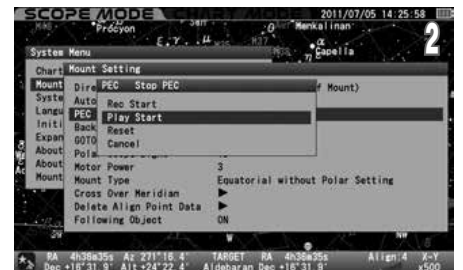 SCOPE MODE
2011/07/05 14:25:58
2
Procyon
Menkalinan
Capella
System Menu
Chart
Mount Setting
Mount
Dire
PEC Stop PEC
f Mount)
Syste
Auto
Rec Start
Langu
PEC
Play Start
Initi
Back
Reset
Expan
GOTO
Cancel
About
About
Motor Power 3
Mount
Mount Type Equatorial without Polar Setting
Cross Over Meridian ▶
Delete Align Point Data ▶
Following Object ON
W
NW
RA 4h38m35s Az 271°16.4' TARGET RA 4h36m35s Align:4 X-Y
Dec +16°31.9' Alt +24°22.4' Aldebaran Dec +16°31.9' x500